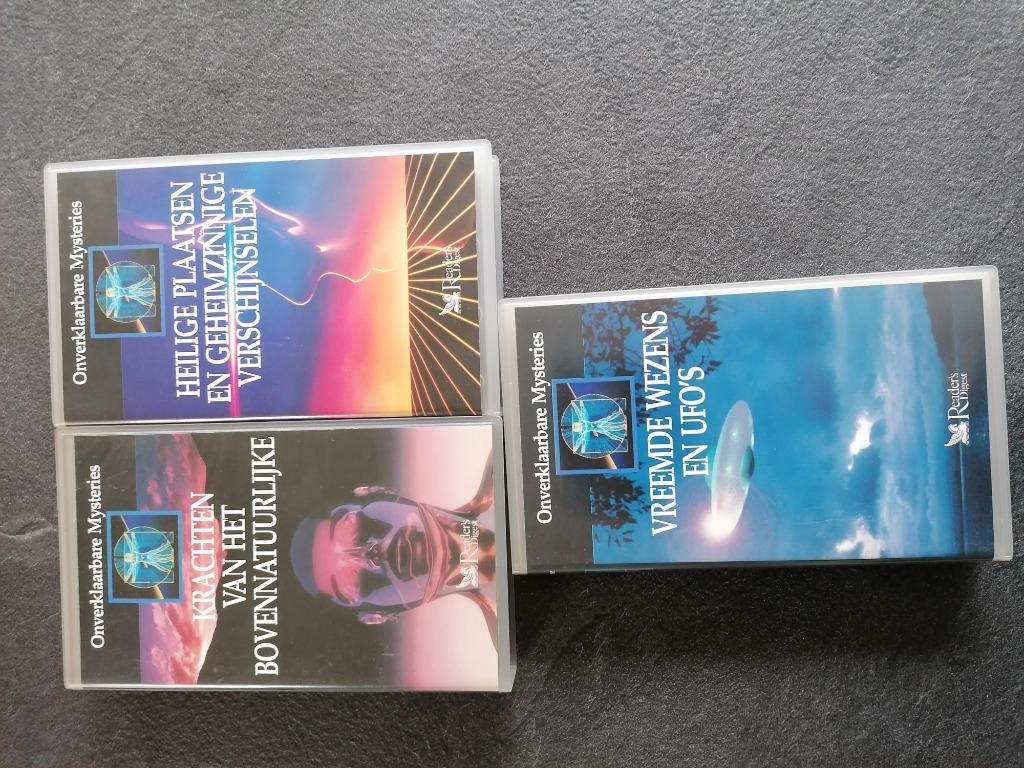 Onverklaarbare Mysteries
KRACHTEN
VAN HET
BOVENNATUURLIJKE
Reader's
Digest
Onverklaarbare Mysteries
HEILIGE PLAATSEN
EN GEHEIMZINNIGE
VERSCHIJNSELEN
Reader's
Digest
Onverklaarbare Mysteries
VREEMDE WEZENS
EN UFO'S
Reader's
Digest